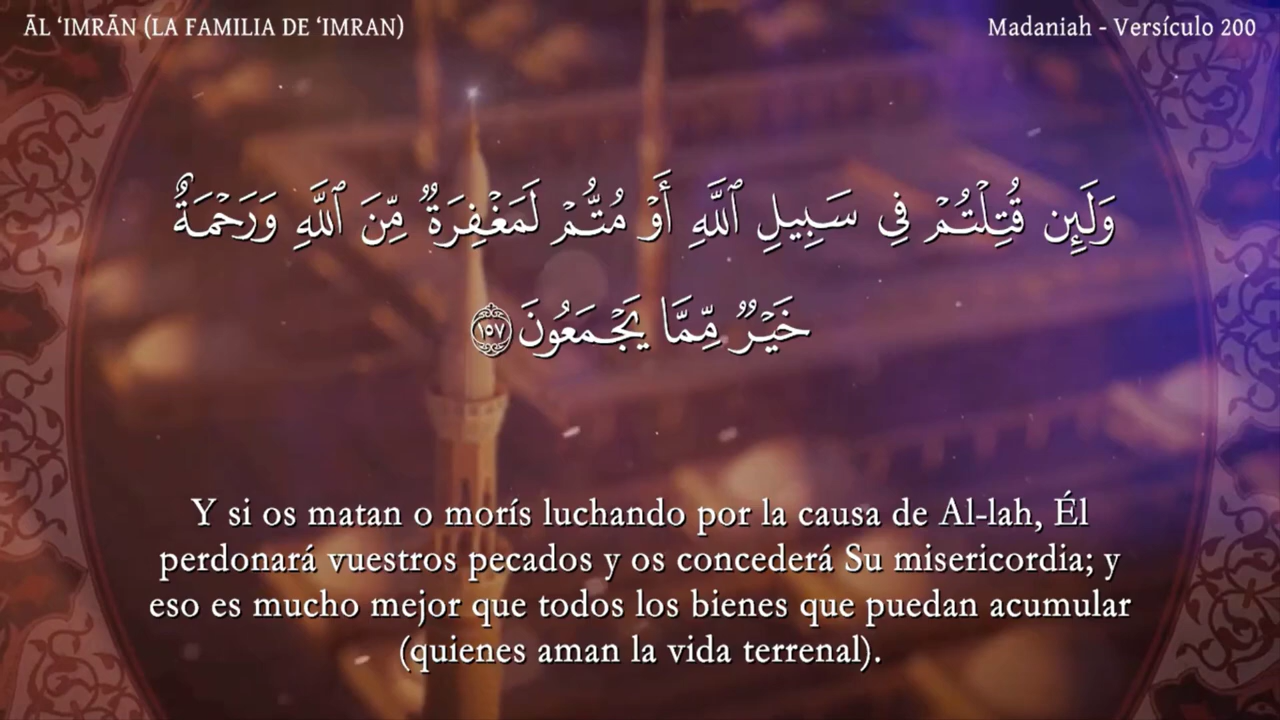 ĀL ‘IMRĀN (LA FAMILIA DE ‘IMRAN)
Madaniah - Versículo 200
وَلَئِن قُتِلْتُمْ فِى سَبِيلِ ٱللَّهِ أَوْ مُتُّمْ لَمَغْفِرَةٌ مِّنَ ٱللَّهِ وَرَحْمَةٌ
خَيْرٌ مِّمَّا يَجْمَعُونَ ١٥٧
Y si os matan o morís luchando por la causa de Al-lah, Él
perdonará vuestros pecados y os concederá Su misericordia; y
eso es mucho mejor que todos los bienes que puedan acumular
(quienes aman la vida terrenal).